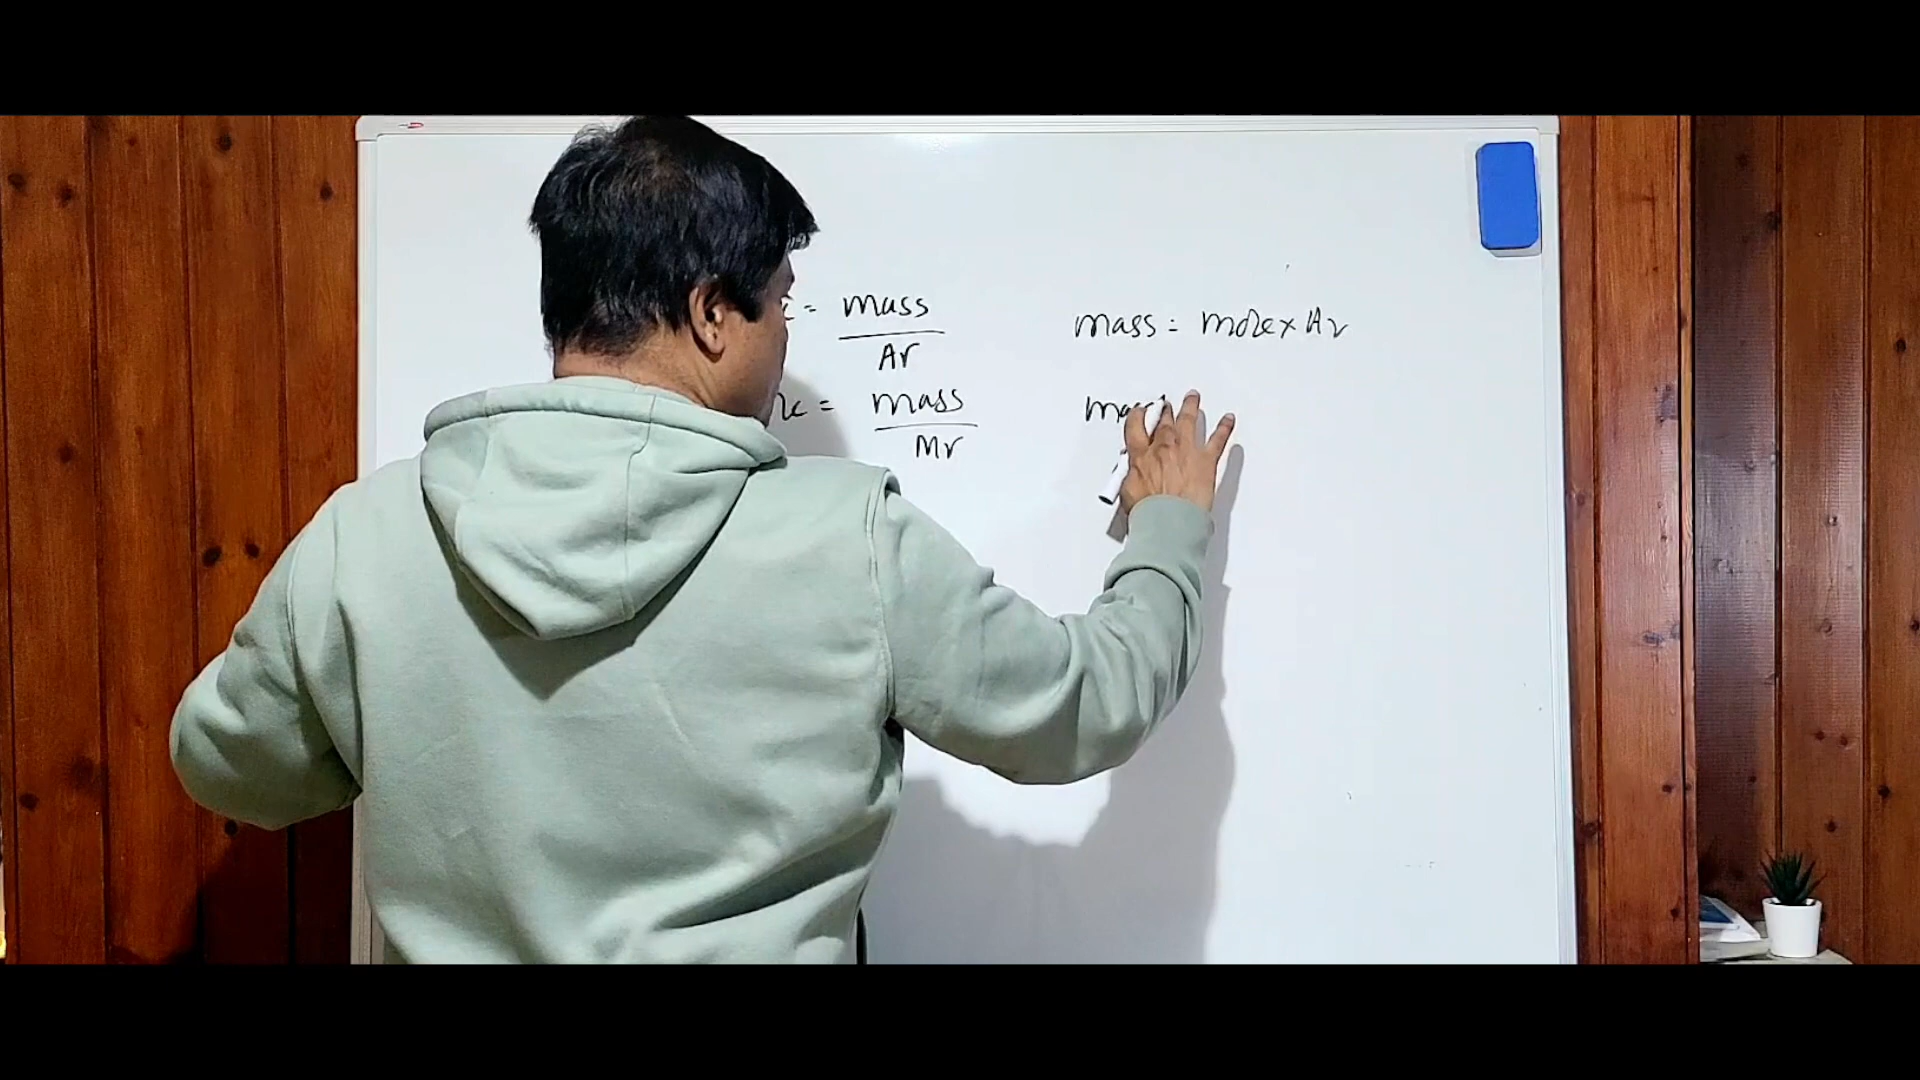 = mass
Ar
mass = mole x Ar
= mass
Mr